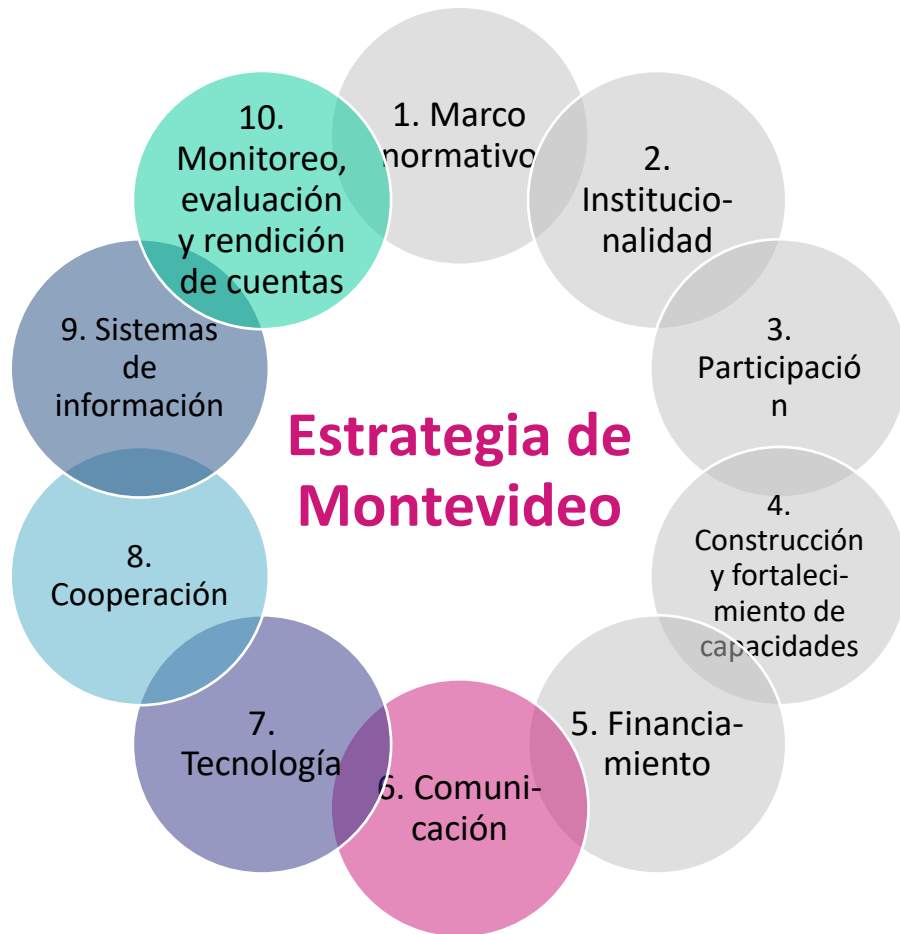 1. Marco
normativo
2.
Institucio-
nalidad
3.
Participació
n
4.
Construcción
y fortaleci-
miento de
capacidades
5. Financia-
miento
6. Comuni-
cación
7.
Tecnología
8.
Cooperación
9. Sistemas
de
información
10.
Monitoreo,
evaluación
y rendición
de cuentas
Estrategia de
Montevideo